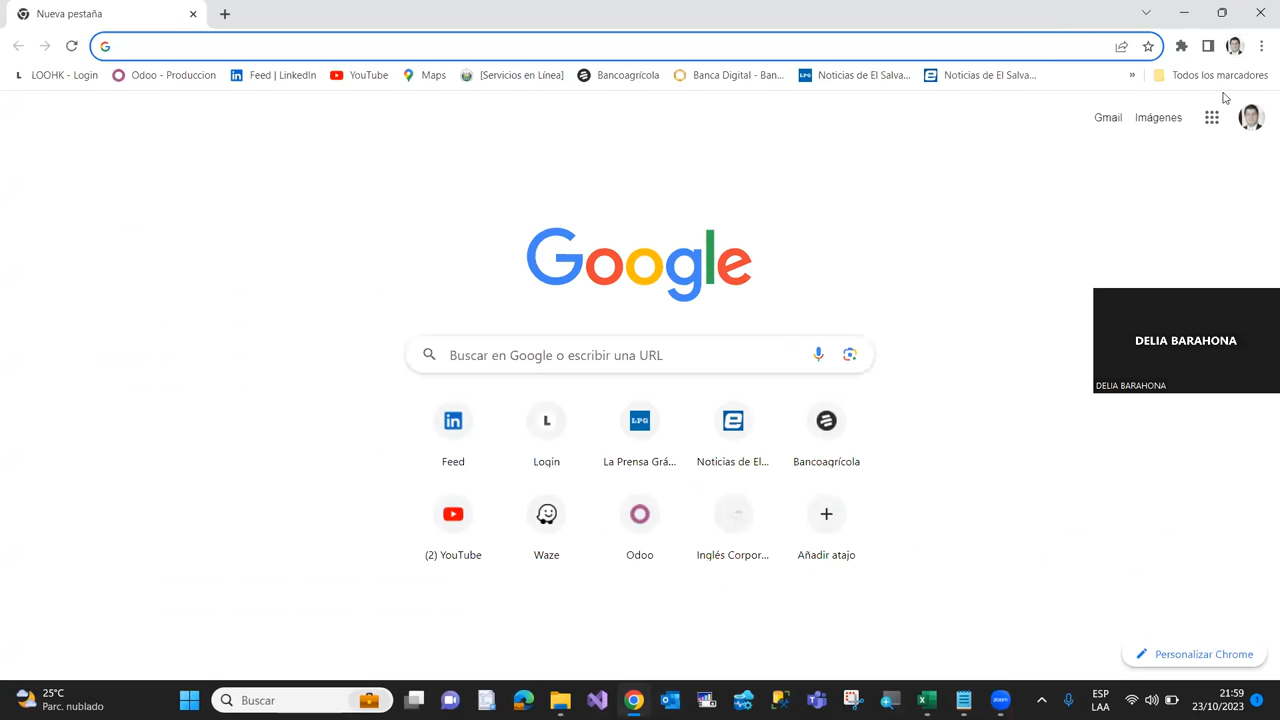 Nueva pestaña
LOOHK - Login
Odoo - Produccion
Feed | LinkedIn
YouTube
Maps
[Servicios en Línea]
Bancoagrícola
Banca Digital - Ban...
LPG
Noticias de El Salva...
Noticias de El Salva...
»
Todos los marcadores
Gmail
Imágenes
Google
Buscar en Google o escribir una URL
DELIA BARAHONA
DELIA BARAHONA
Feed
Login
La Prensa Grá...
Noticias de El...
Bancoagrícola
(2) YouTube
Waze
Odoo
Inglés Corpor...
Añadir atajo
Personalizar Chrome
25°C
Parc. nublado
Buscar
zoom
ESP
LAA
21:59
23/10/2023